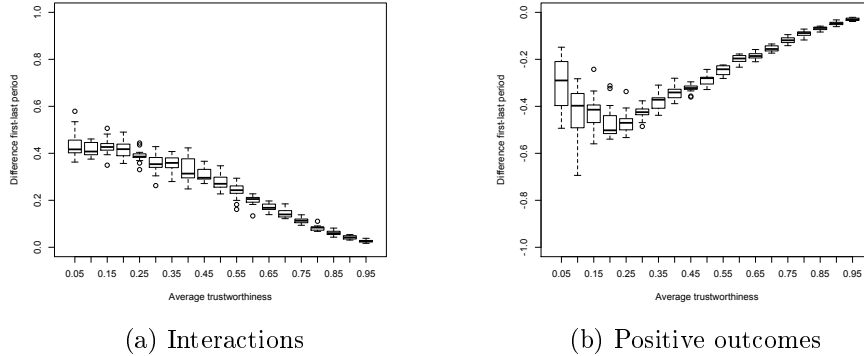 1.0
0.8
0.6
0.4
0.2
0.0
Difference first-last period
0.05 0.15 0.25 0.35 0.45 0.55 0.65 0.75 0.85 0.95
Average trustworthiness
(a) Interactions
0.0
-0.2
-0.4
-0.6
-0.8
-1.0
Difference first-last period
0.05 0.15 0.25 0.35 0.45 0.55 0.65 0.75 0.85 0.95
Average trustworthiness
(b) Positive outcomes